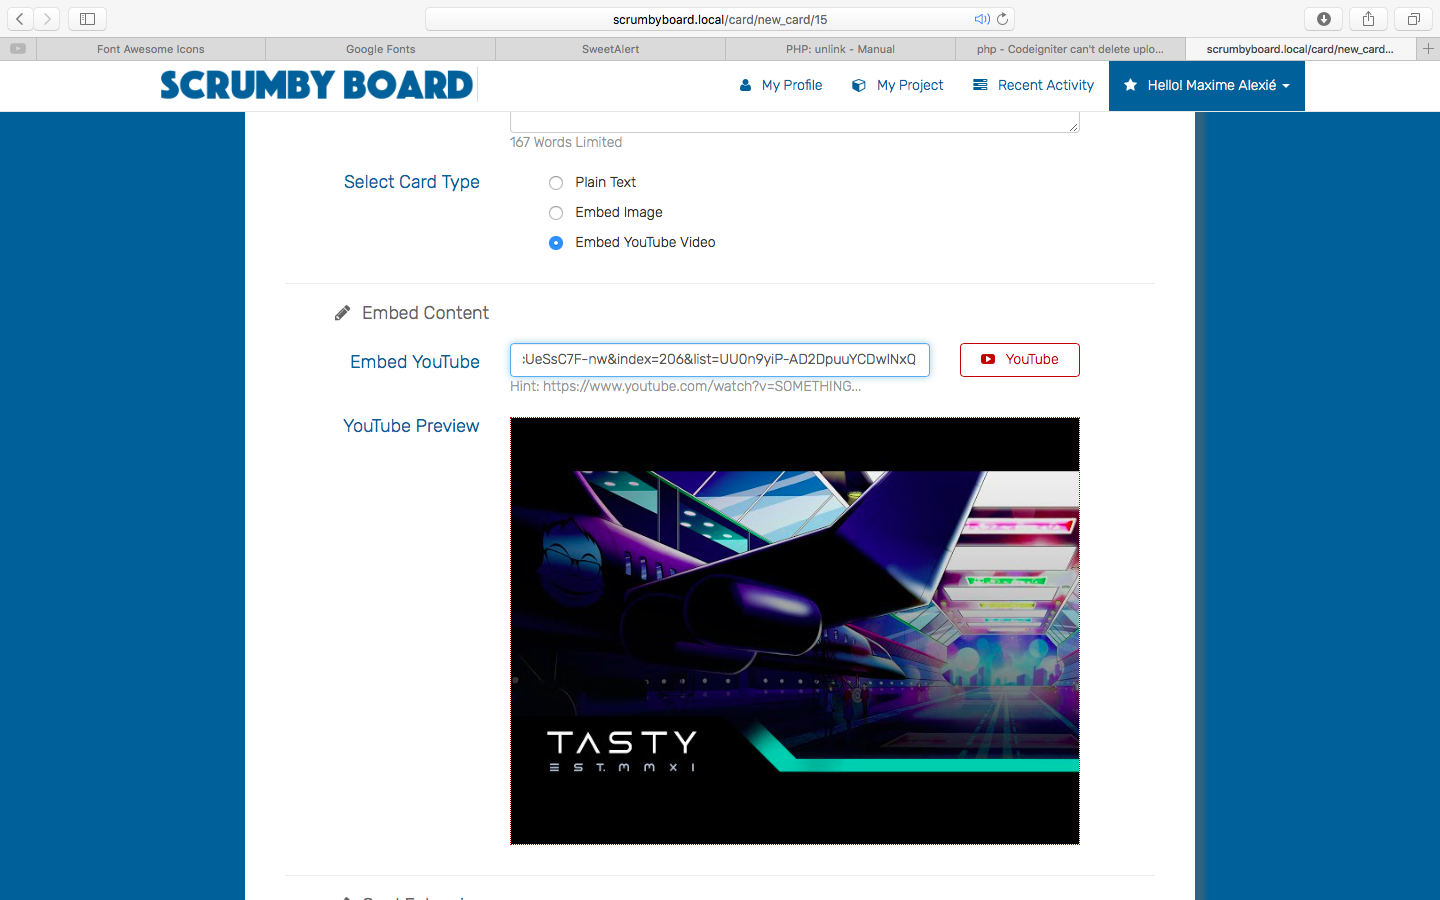 scrumbyboard.local/card/new_card/15
Font Awesome Icons
Google Fonts
SweetAlert
PHP: unlink - Manual
php - Codeigniter can't delete uplo...
scrumbyboard.local/card/new_card...
SCRUMBY BOARD
My Profile
My Project
Recent Activity
Hello! Maxime Alexié
167 Words Limited
Select Card Type
Plain Text
Embed Image
Embed YouTube Video
Embed Content
Embed YouTube
UeSsC7F-nw&index=206&list=UU0n9yiP-AD2DpuuYCDwlNxQ
YouTube
Hint: https://www.youtube.com/watch?v=SOMETHING...
YouTube Preview
TASTY
EST. MMXI